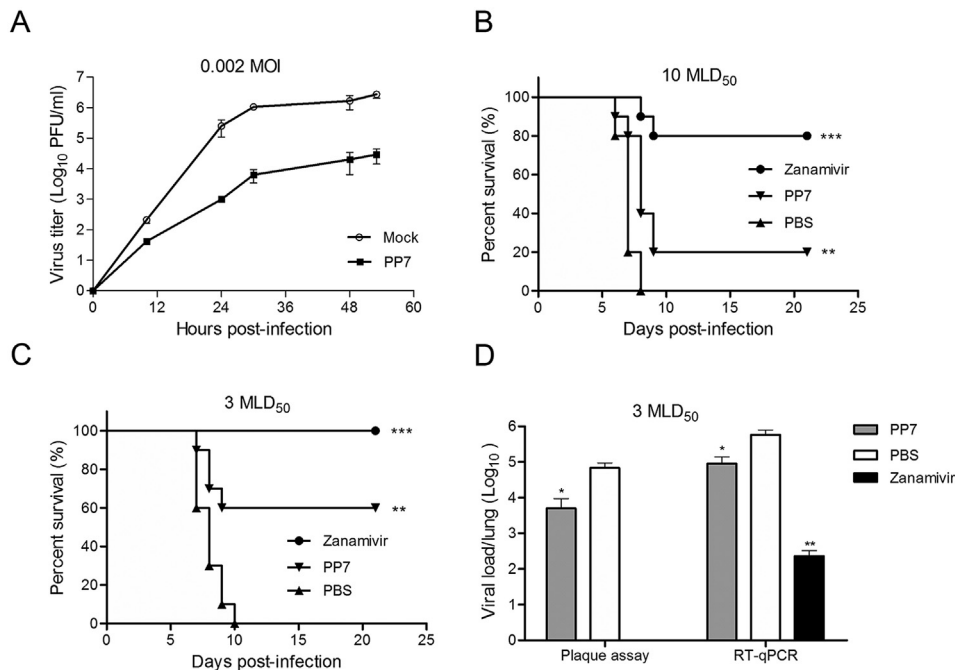 A
0.002 MOI
Virus titer (Log10 PFU/ml)
7
6
5
4
3
2
1
0
0 12 24 36 48 60
Hours post-infection
Mock
PP7
B
10 MLD50
Percent survival (%)
100
80
60
40
20
0
0 5 10 15 20 25
Days post-infection
Zanamivir
PP7
PBS
***
**
C
3 MLD50
Percent survival (%)
100
80
60
40
20
0
0 5 10 15 20 25
Days post-infection
Zanamivir
PP7
PBS
***
**
D
3 MLD50
Viral load/lung (Log10)
6
5
4
3
2
1
0
*
*
**
Plaque assay RT-qPCR
PP7
PBS
Zanamivir